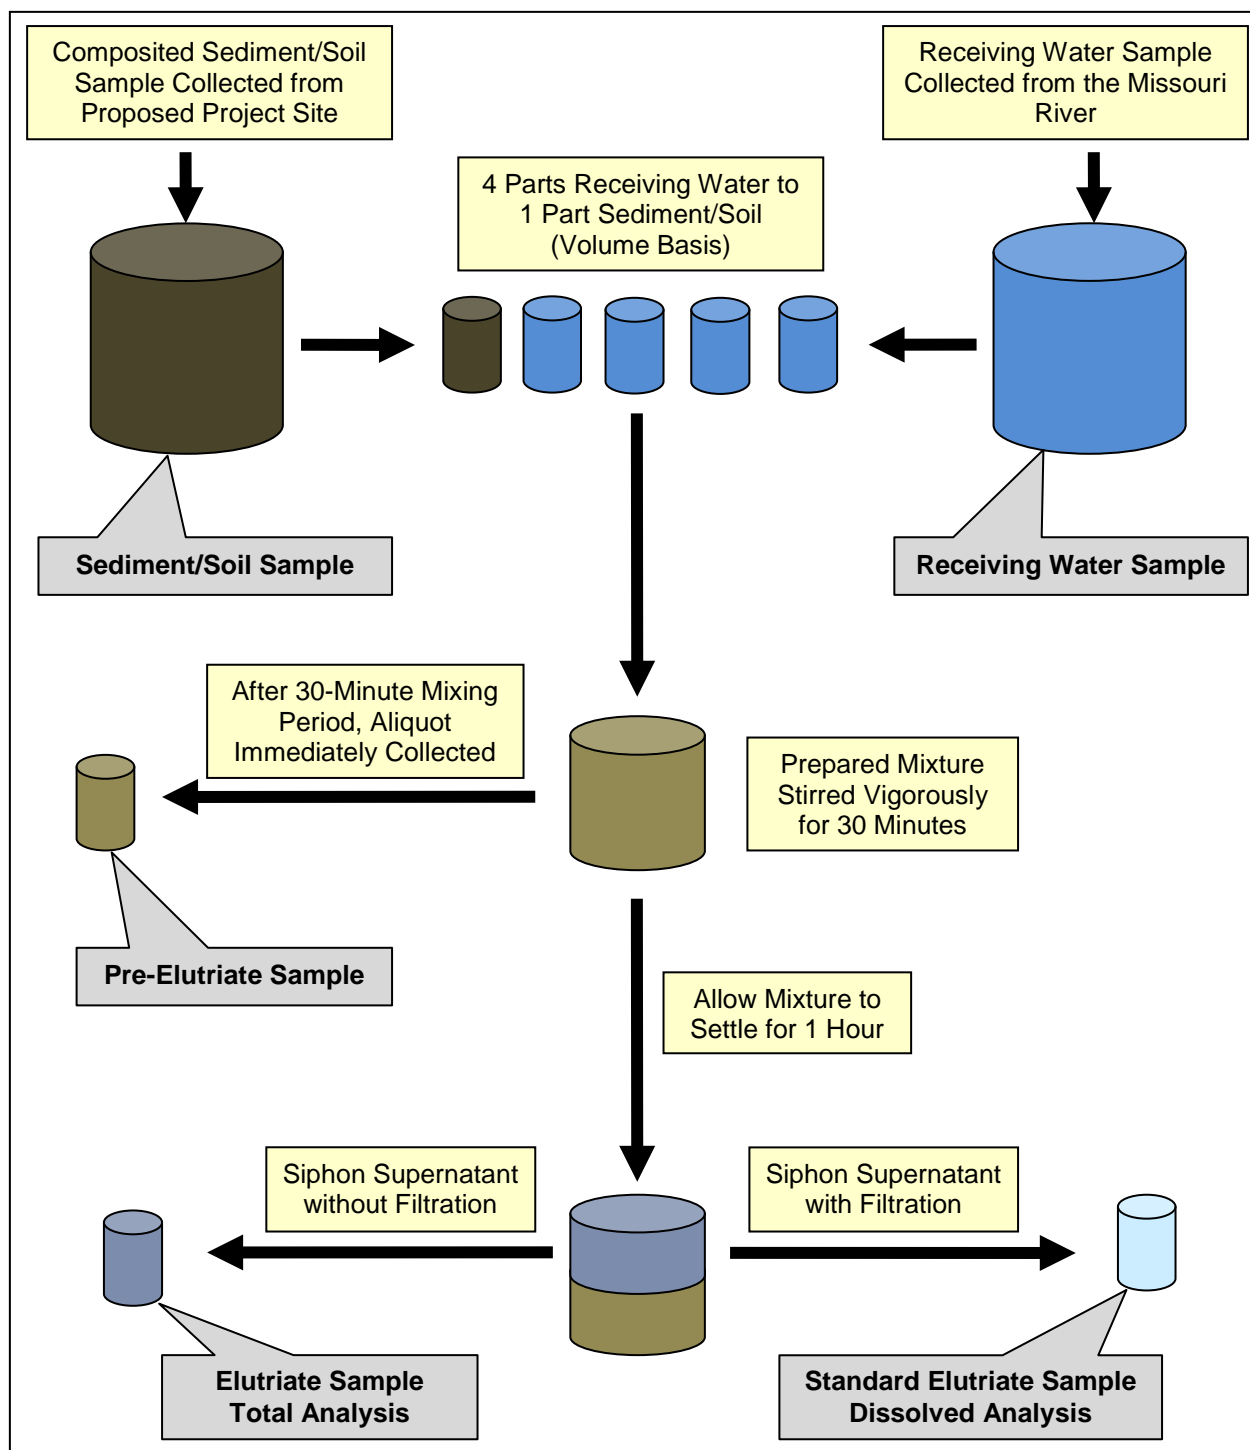 Composited Sediment/Soil
Sample Collected from
Proposed Project Site
Receiving Water Sample
Collected from the Missouri
River
4 Parts Receiving Water to
1 Part Sediment/Soil
(Volume Basis)
Sediment/Soil Sample
Receiving Water Sample
After 30-Minute Mixing
Period, Aliquot
Immediately Collected
Prepared Mixture
Stirred Vigorously
for 30 Minutes
Pre-Elutriate Sample
Allow Mixture to
Settle for 1 Hour
Siphon Supernatant
without Filtration
Siphon Supernatant
with Filtration
Elutriate Sample
Total Analysis
Standard Elutriate Sample
Dissolved Analysis